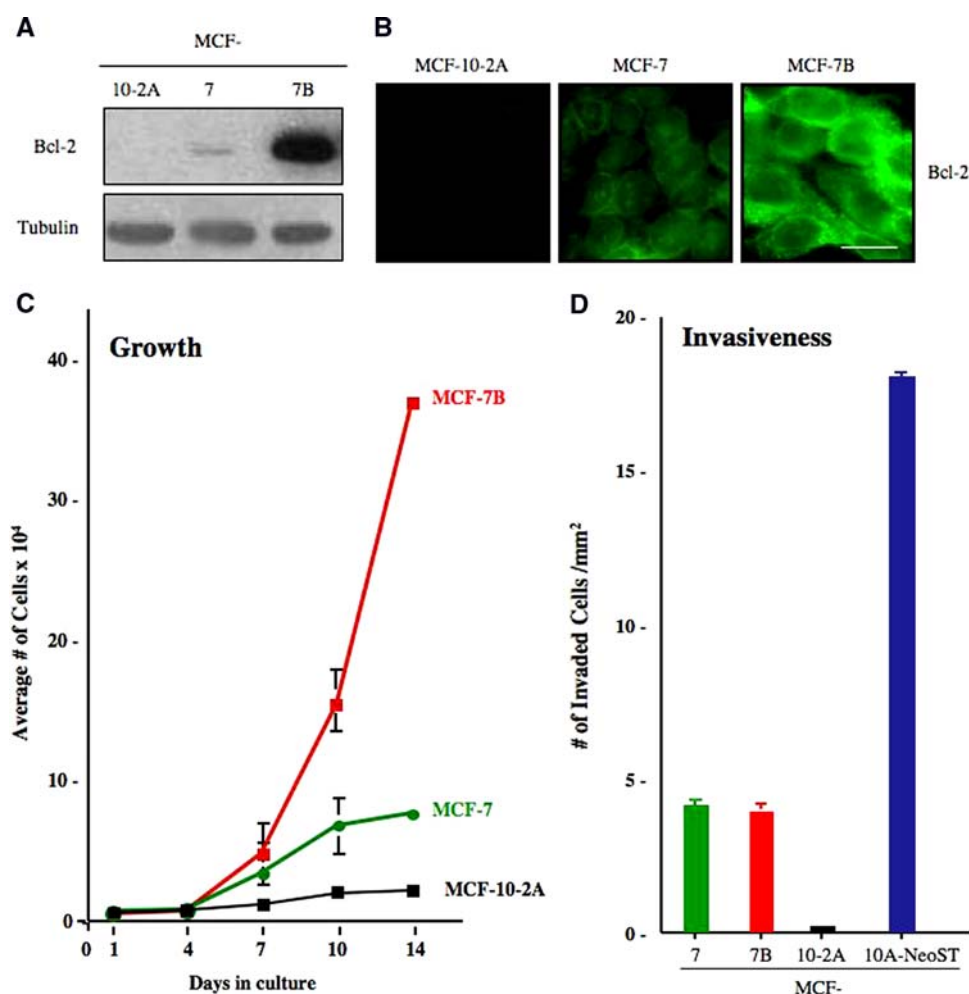 A
MCF-
10-2A 7 7B
Bcl-2
Tubulin
B
MCF-10-2A MCF-7 MCF-7B
Bcl-2
C
Growth
40 -
30 -
20 -
10 -
0 -
Average # of Cells x 10⁴
MCF-7B
MCF-7
MCF-10-2A
0 1 4 7 10 14
Days in culture
D
Invasiveness
20 -
15 -
10 -
5 -
0 -
# of Invaded Cells /mm²
7 7B 10-2A 10A-NeoST
MCF-